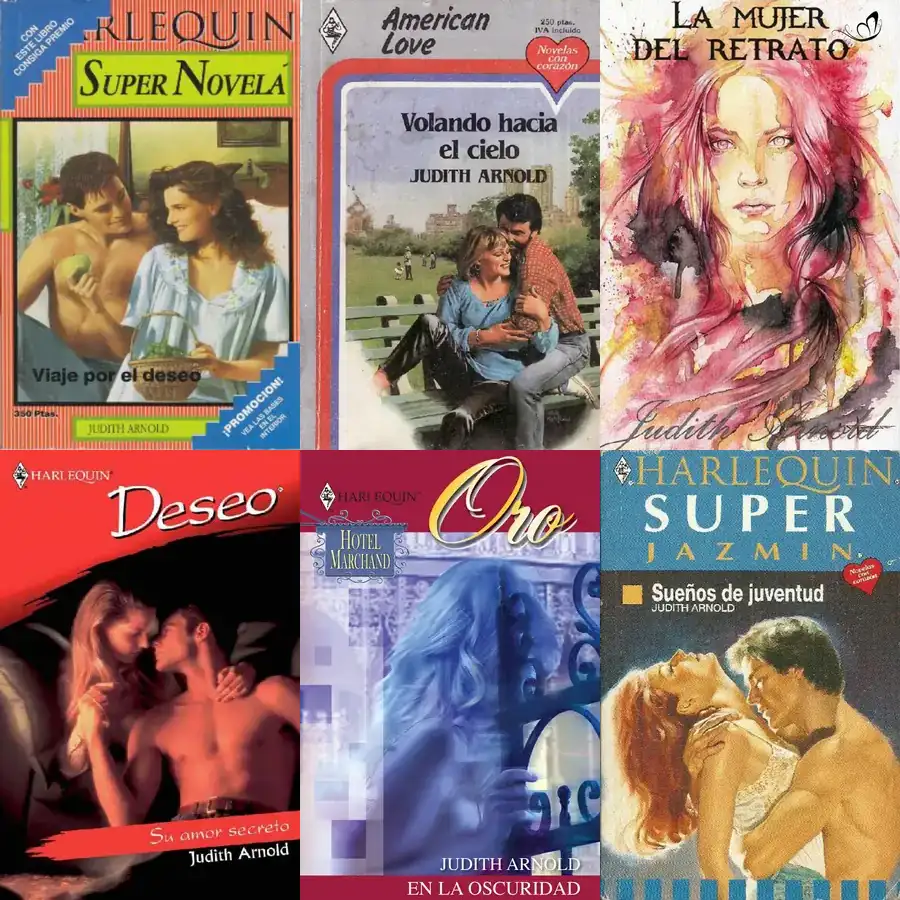 CON
ESTE LIBRO
CONSIGA PREMIO
RLEQUIN
SUPER NOVELA
Viaje por el deseo
350 Ptas.
JUDITH ARNOLD
¡PROMOCION!
VEA LAS BASES
EN EL
INTERIOR
American
Love
250 ptas.
IVA incluido
Novelas
con
corazón
Volando hacia
el cielo
JUDITH ARNOLD
LA MUJER
DEL RETRATO
Judith Arnold
HARLEQUIN
Deseo
Su amor secreto
Judith Arnold
HARLEQUIN
Oro
HOTEL
MARCHAND
JUDITH ARNOLD
EN LA OSCURIDAD
HARLEQUIN
SUPER
JAZMIN
Novelas
con
corazón
Sueños de juventud
JUDITH ARNOLD